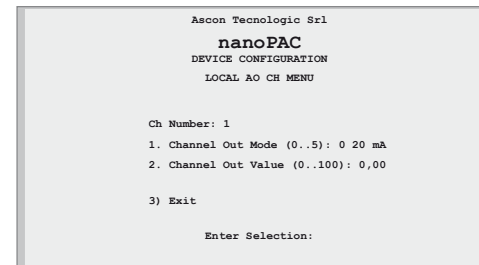 Ascon Tecnologic Srl
nanoPAC
DEVICE CONFIGURATION
LOCAL AO CH MENU
Ch Number: 1
1. Channel Out Mode (0..5): 0 20 mA
2. Channel Out Value (0..100): 0,00
3) Exit
Enter Selection: